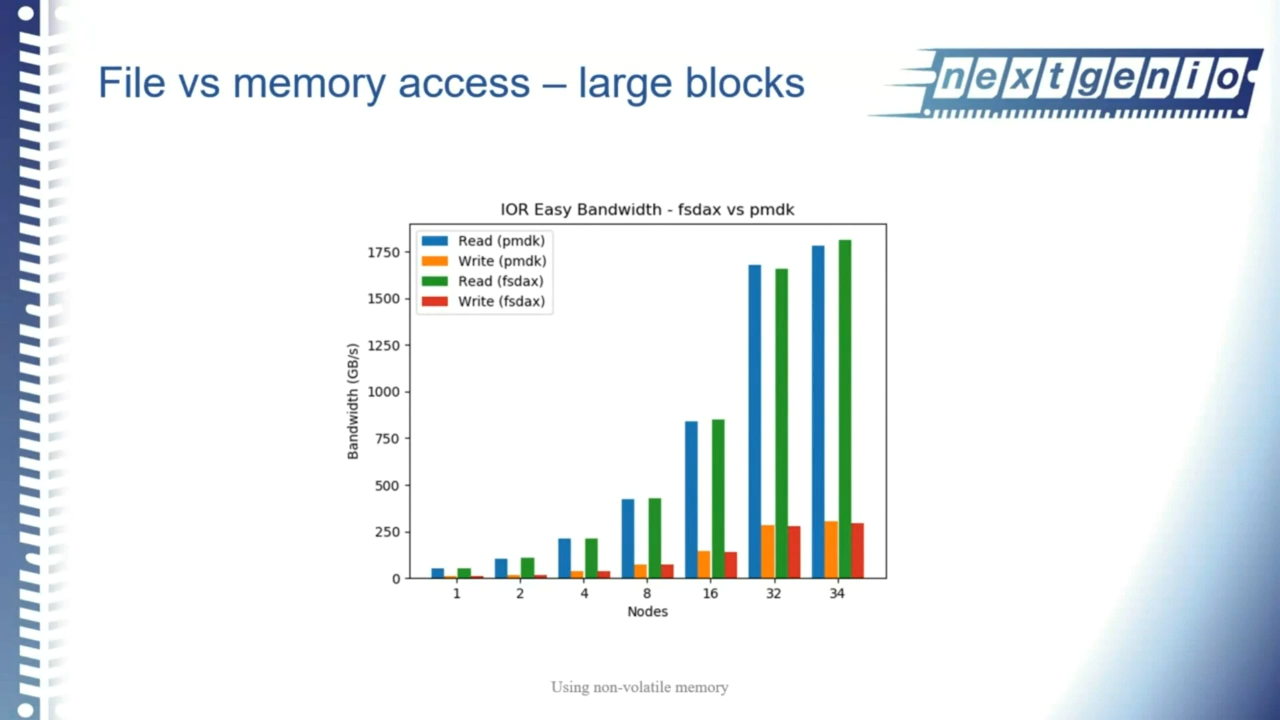 File vs memory access – large blocks
nextgenio
IOR Easy Bandwidth - fsdax vs pmdk
Read (pmdk)
Write (pmdk)
Read (fsdax)
Write (fsdax)
Bandwidth (GB/s)
1750
1500
1250
1000
750
500
250
0
1 2 4 8 16 32 34
Nodes
Using non-volatile memory